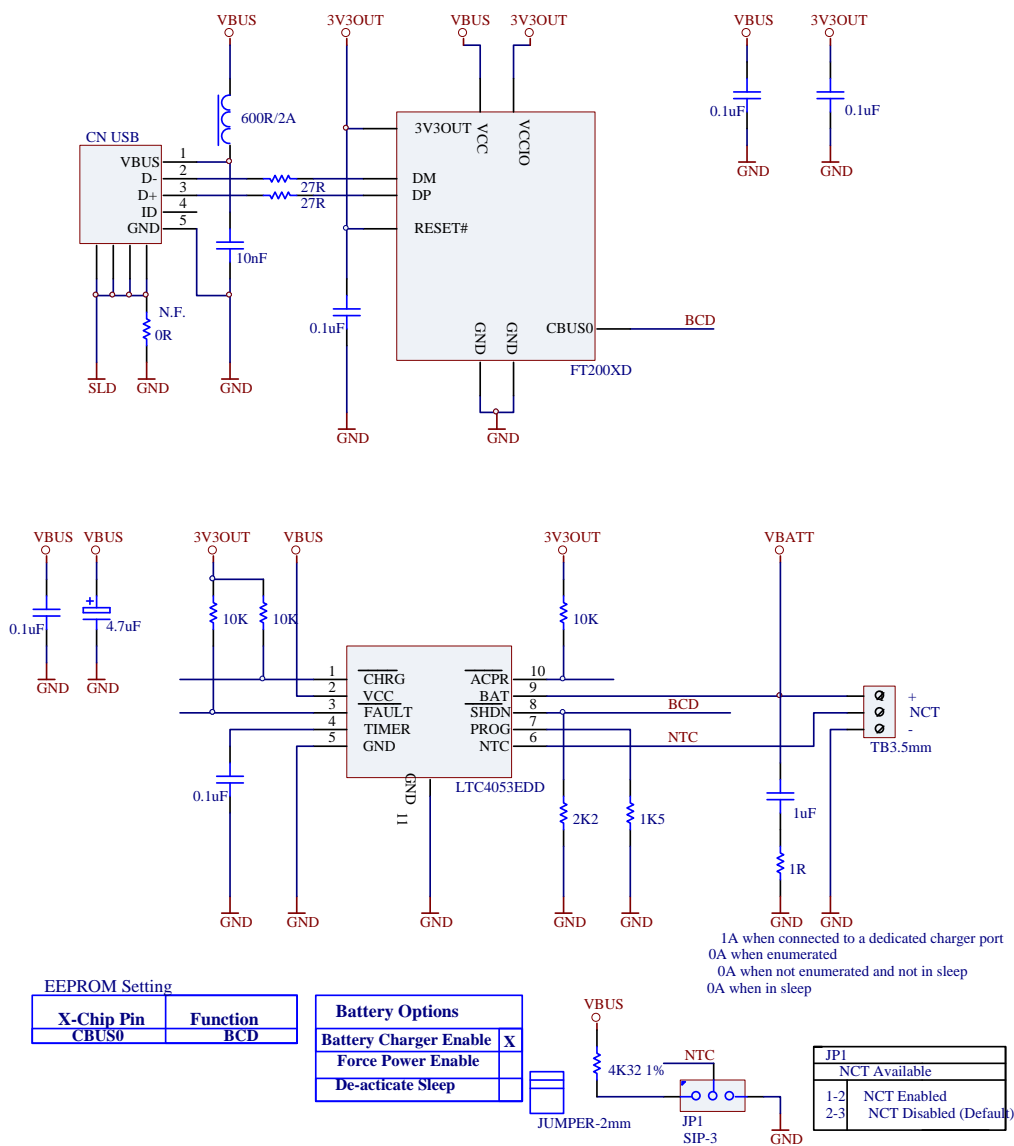 VBUS
3V3OUT
VBUS
3V3OUT
VBUS
3V3OUT
600R/2A
0.1uF
0.1uF
CN USB
VBUS
D-
D+
ID
GND
1
2
3
4
5
27R
27R
3V3OUT
VCC
VCCIO
DM
DP
RESET#
GND
GND
CBUS0
BCD
FT200XD
GND
GND
10nF
N.F.
0R
0.1uF
SLD
GND
GND
GND
GND
VBUS
VBUS
3V3OUT
VBUS
3V3OUT
VBATT
+
0.1uF
4.7uF
10K
10K
10K
GND
GND
1
2
3
4
5
CHRG
VCC
FAULT
TIMER
GND
GND
11
ACPR
BAT
SHDN
PROG
NTC
10
9
8
7
6
BCD
NTC
LTC4053EDD
+
NCT
-
TB3.5mm
0.1uF
2K2
1K5
1uF
1R
GND
GND
GND
GND
GND
GND
GND
1A when connected to a dedicated charger port
0A when enumerated
0A when not enumerated and not in sleep
0A when in sleep
EEPROM Setting
X-Chip Pin Function
CBUS0 BCD
Battery Options
Battery Charger Enable X
Force Power Enable
De-acticate Sleep
JUMPER-2mm
VBUS
4K32 1%
NTC
JP1
SIP-3
GND
JP1
NCT Available
1-2 NCT Enabled
2-3 NCT Disabled (Default)